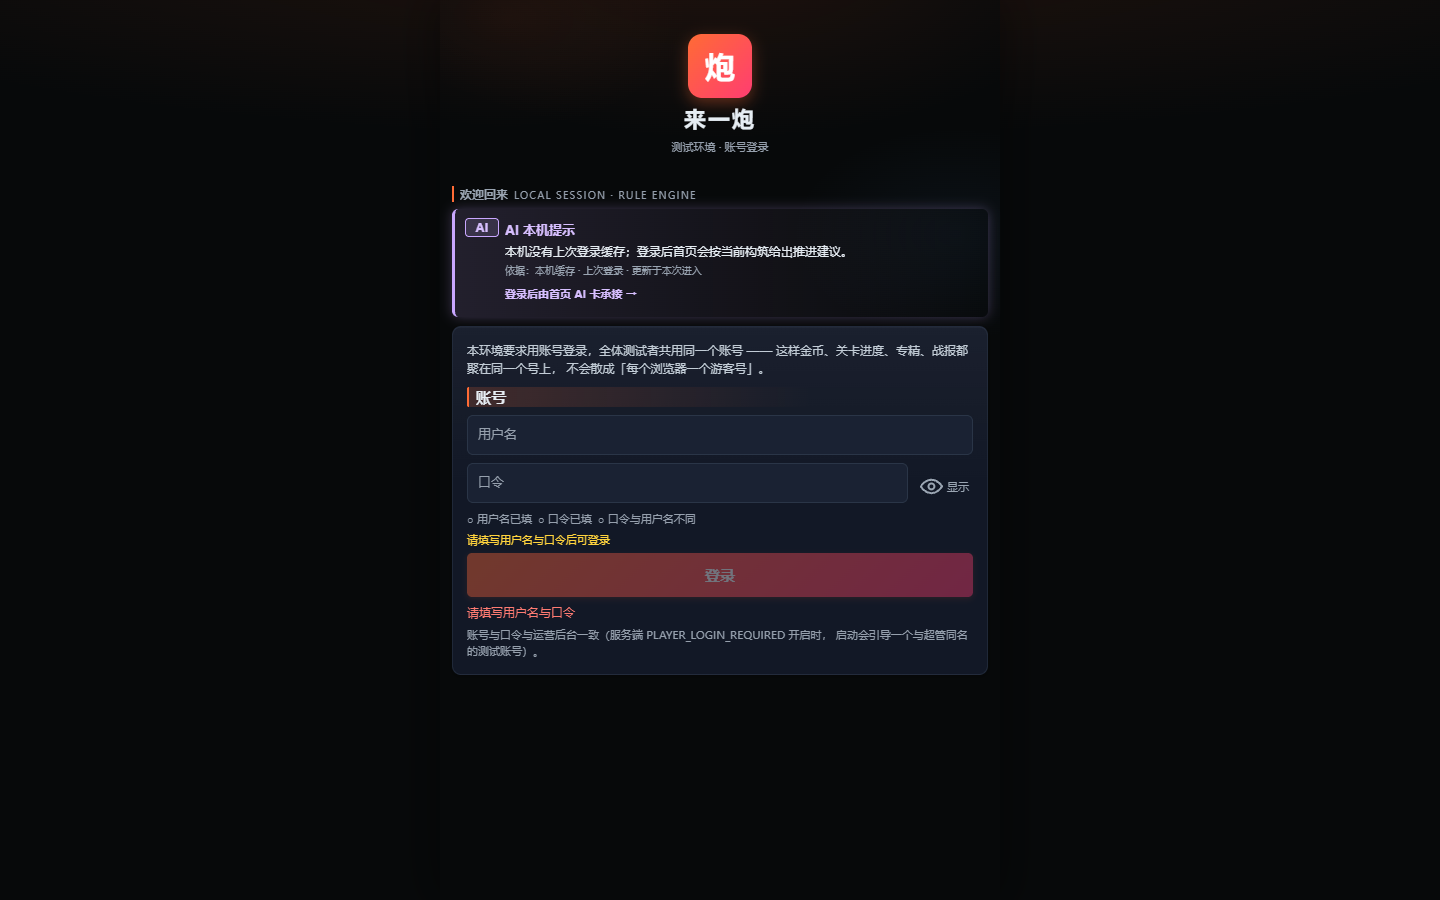 炮
来一炮
测试环境 · 账号登录
欢迎回来 LOCAL SESSION · RULE ENGINE
AI AI 本机提示
本机没有上次登录缓存；登录后首页会按当前构筑给出推进建议。
依据：本机缓存 · 上次登录 · 更新于本次进入
登录后由首页 AI 卡承接 →
本环境要求用账号登录，全体测试者共用同一个账号 —— 这样金币、关卡进度、专精、战报都
聚在同一个号上， 不会散成「每个浏览器一个游客号」。
账号
用户名
口令
显示
○ 用户名已填 ○ 口令已填 ○ 口令与用户名不同
请填写用户名与口令后可登录
登录
请填写用户名与口令
账号与口令与运营后台一致（服务端 PLAYER_LOGIN_REQUIRED 开启时， 启动会引导一个与超管同名
的测试账号）。